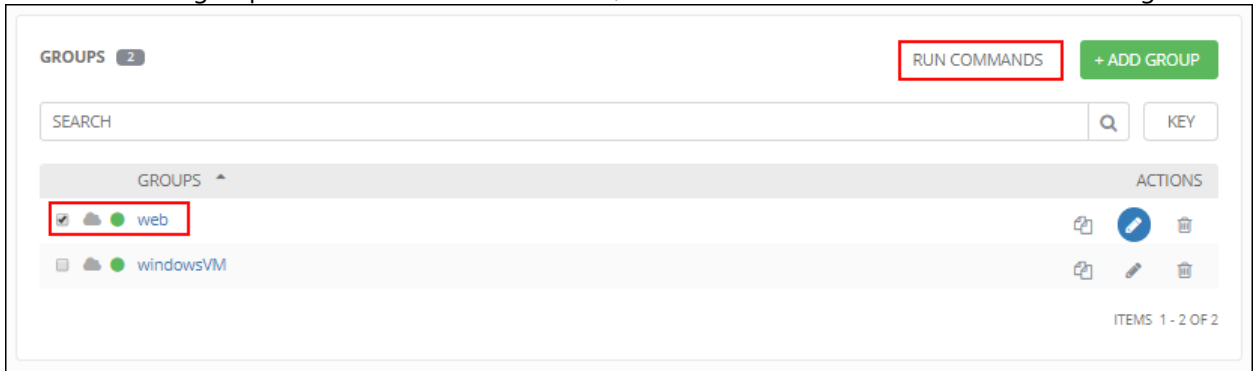 GROUPS 2
RUN COMMANDS
+ ADD GROUP
SEARCH
KEY
GROUPS
ACTIONS
web
windowsVM
ITEMS 1 - 2 OF 2